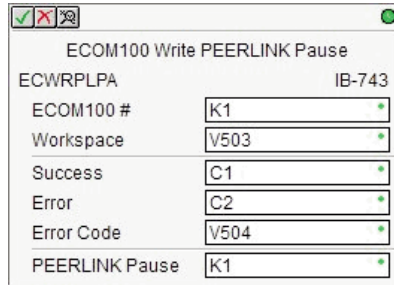 ECOM100 Write PEERLINK Pause
ECWRPLPA IB-743
ECOM100 # K1
Workspace V503
Success C1
Error C2
Error Code V504
PEERLINK Pause K1